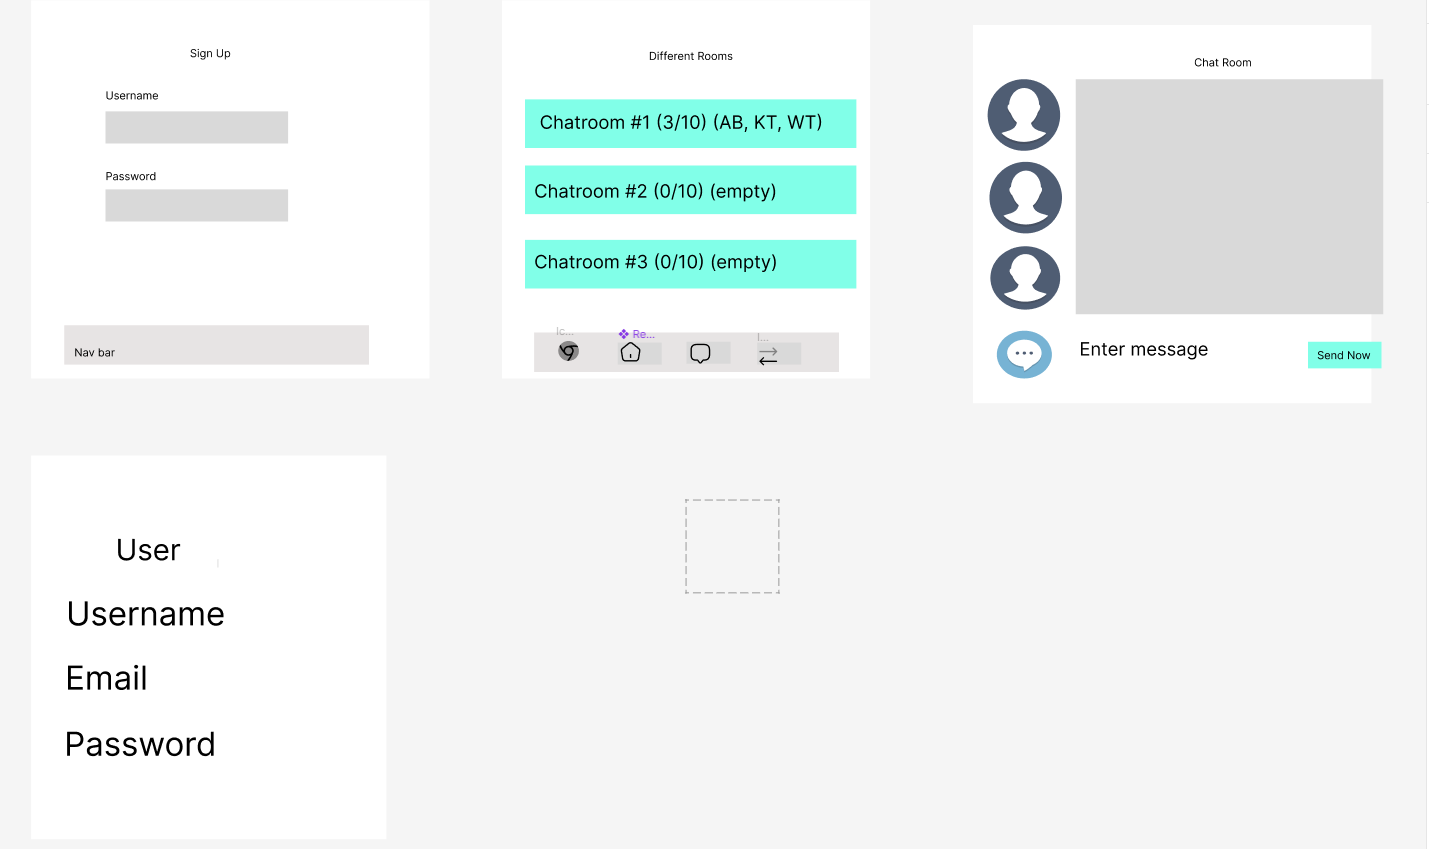 Sign Up
Username
Password
Nav bar
Different Rooms
Chatroom #1 (3/10) (AB, KT, WT)
Chatroom #2 (0/10) (empty)
Chatroom #3 (0/10) (empty)
Ic...
Re...
I...
Chat Room
Enter message
Send Now
User
Username
Email
Password